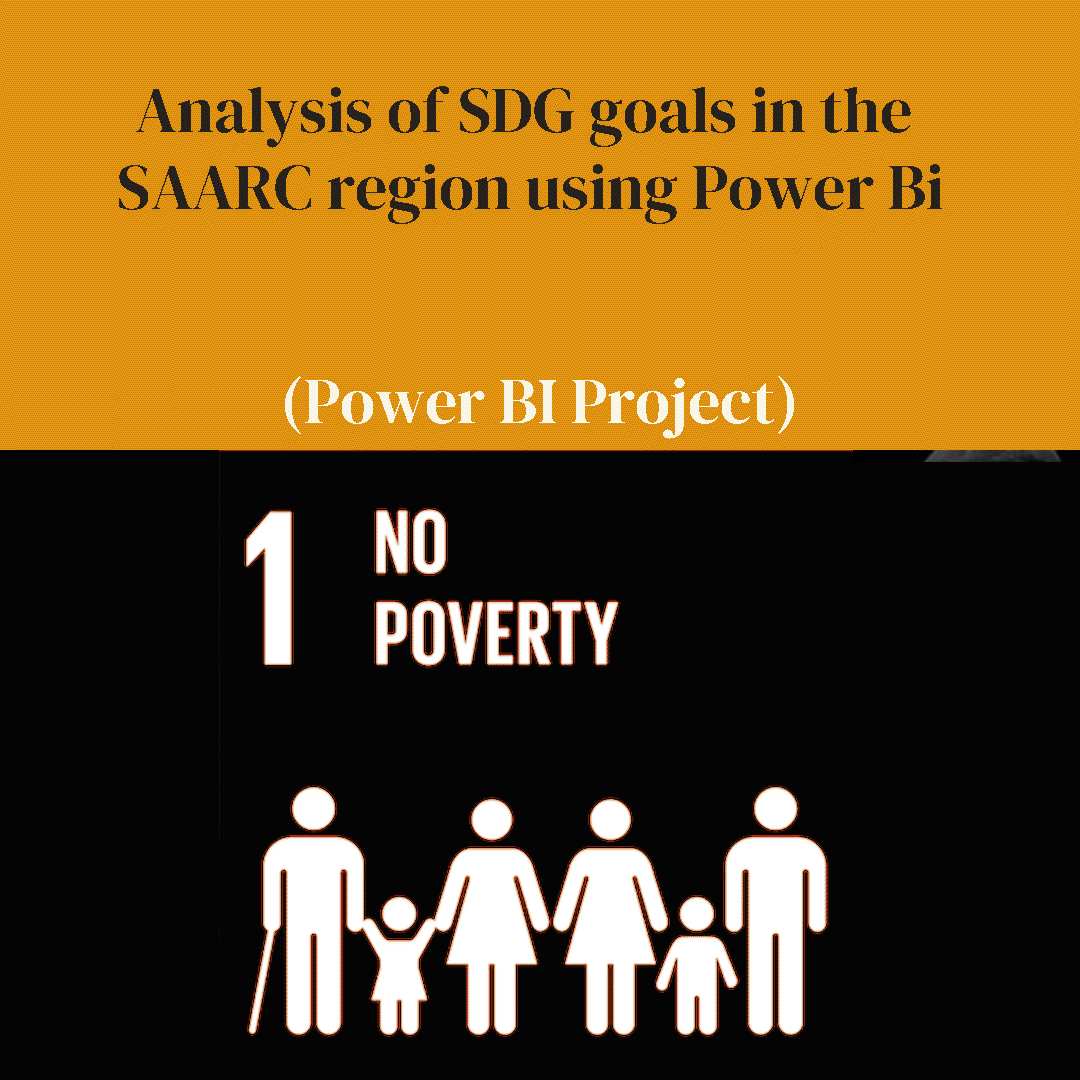 Analysis of SDG goals in the
SAARC region using Power Bi
(Power BI Project)
1 NO
POVERTY